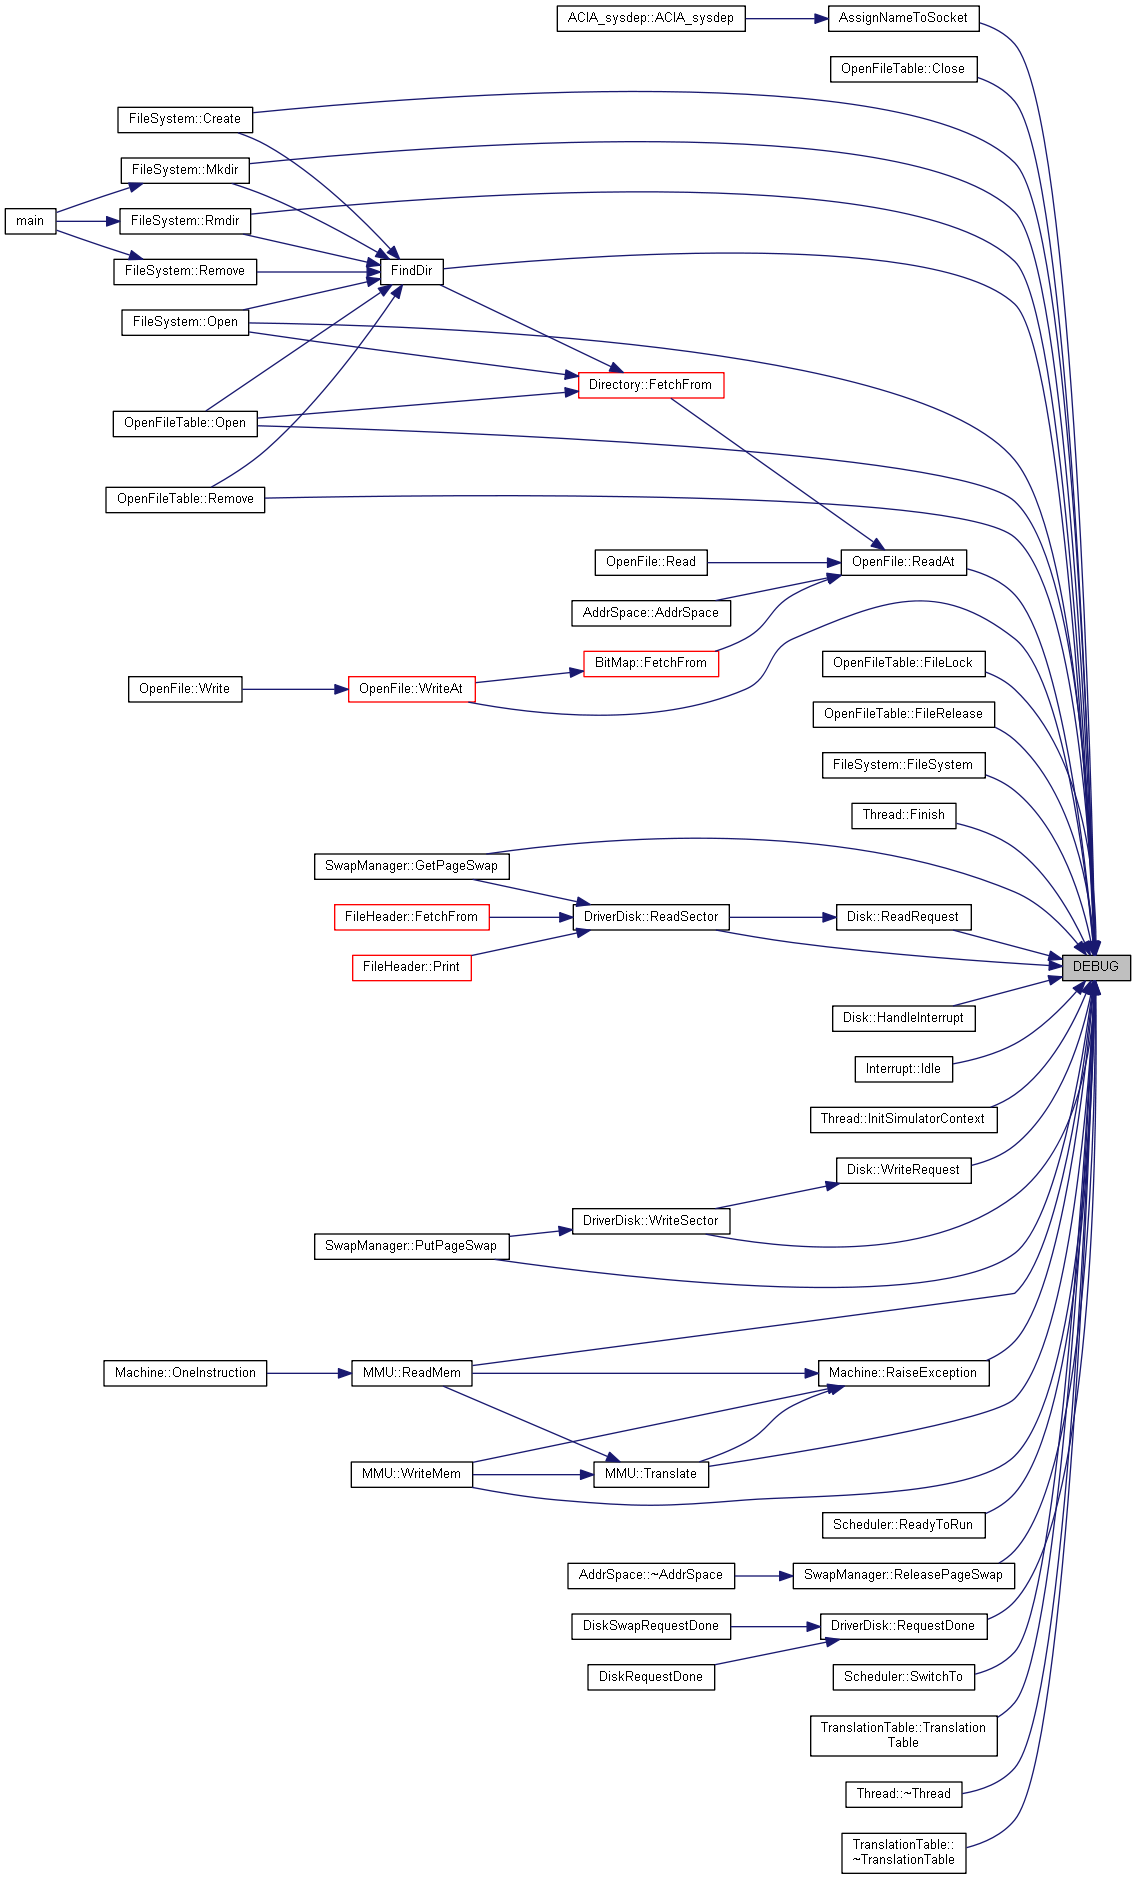 ACIA_sysdep::ACIA_sysdep
AssignNameToSocket
OpenFileTable::Close
FileSystem::Create
FileSystem::Mkdir
main
FileSystem::Rmdir
FileSystem::Remove
FindDir
FileSystem::Open
Directory::FetchFrom
OpenFileTable::Open
OpenFileTable::Remove
OpenFile::Read
OpenFile::ReadAt
AddrSpace::AddrSpace
BitMap::FetchFrom
OpenFileTable::FileLock
OpenFile::Write
OpenFile::WriteAt
OpenFileTable::FileRelease
FileSystem::FileSystem
Thread::Finish
SwapManager::GetPageSwap
FileHeader::FetchFrom
DriverDisk::ReadSector
Disk::ReadRequest
FileHeader::Print
DEBUG
Disk::HandleInterrupt
Interrupt::Idle
Thread::InitSimulatorContext
Disk::WriteRequest
DriverDisk::WriteSector
SwapManager::PutPageSwap
Machine::OneInstruction
MMU::ReadMem
Machine::RaiseException
MMU::WriteMem
MMU::Translate
Scheduler::ReadyToRun
AddrSpace::~AddrSpace
SwapManager::ReleasePageSwap
DiskSwapRequestDone
DriverDisk::RequestDone
DiskRequestDone
Scheduler::SwitchTo
TranslationTable::Translation
Table
Thread::~Thread
TranslationTable::
~TranslationTable